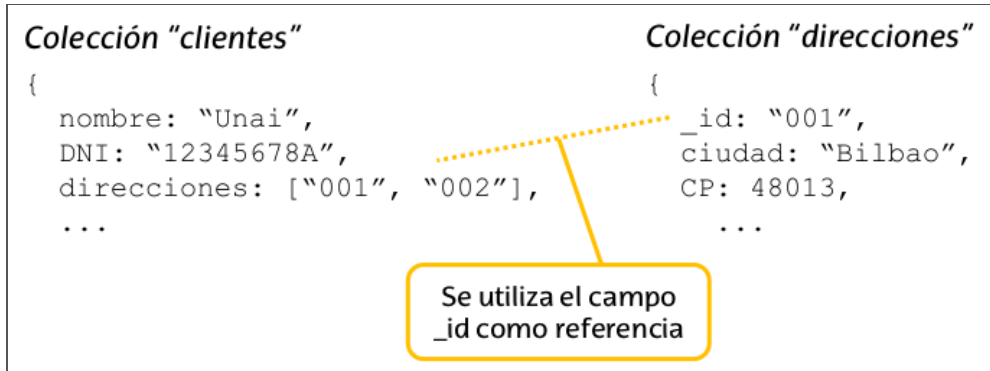 Colección “clientes”
{
nombre: “Unai”,
DNI: “12345678A”,
direcciones: [“001”, “002”],
...
Colección “direcciones”
{
_id: “001”,
ciudad: “Bilbao”,
CP: 48013,
...
Se utiliza el campo
_id como referencia